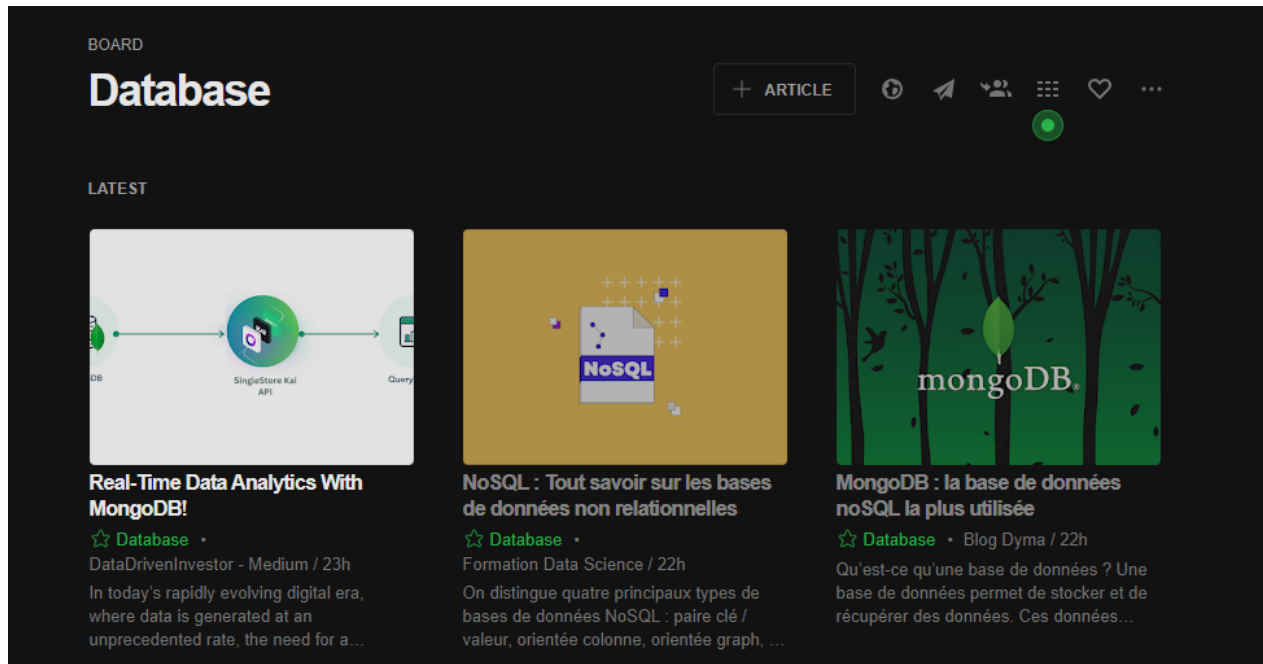 BOARD
Database
+ ARTICLE
LATEST
DB
SingleStore Kai
API
Query
Real-Time Data Analytics With
MongoDB!
Database •
DataDrivenInvestor - Medium / 23h
In today's rapidly evolving digital era,
where data is generated at an
unprecedented rate, the need for a…
NoSQL
NoSQL : Tout savoir sur les bases
de données non relationnelles
Database •
Formation Data Science / 22h
On distingue quatre principaux types de
bases de données NoSQL : paire clé /
valeur, orientée colonne, orientée graph, …
mongoDB®
MongoDB : la base de données
noSQL la plus utilisée
Database • Blog Dyma / 22h
Qu'est-ce qu'une base de données ? Une
base de données permet de stocker et de
récupérer des données. Ces données…